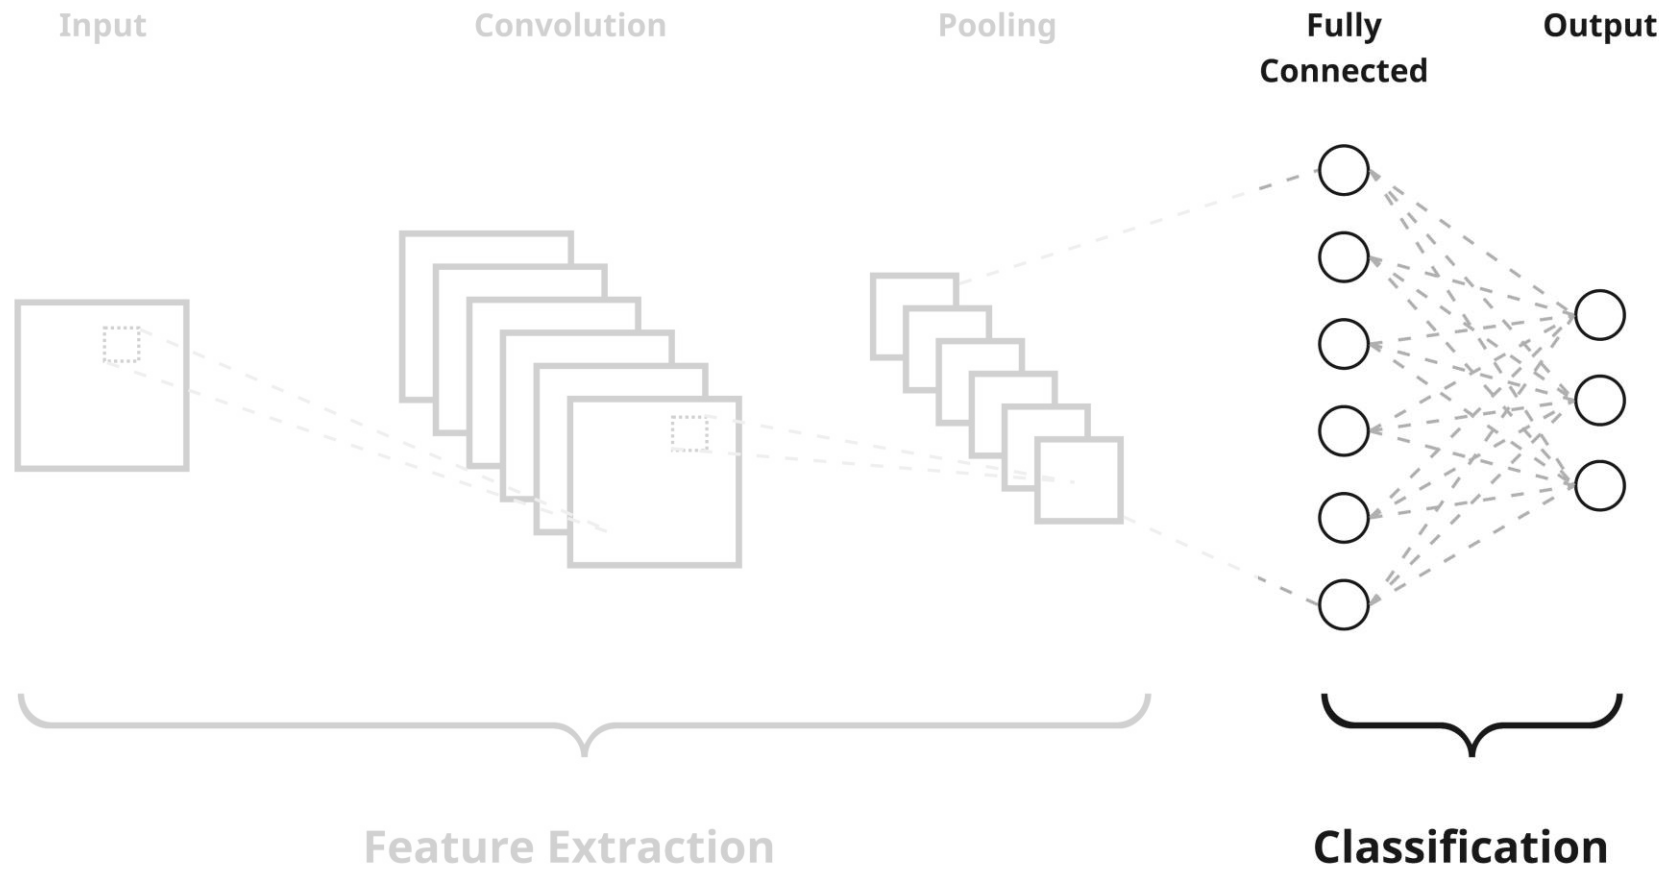 Input
Convolution
Pooling
Fully
Connected
Output
Feature Extraction
Classification